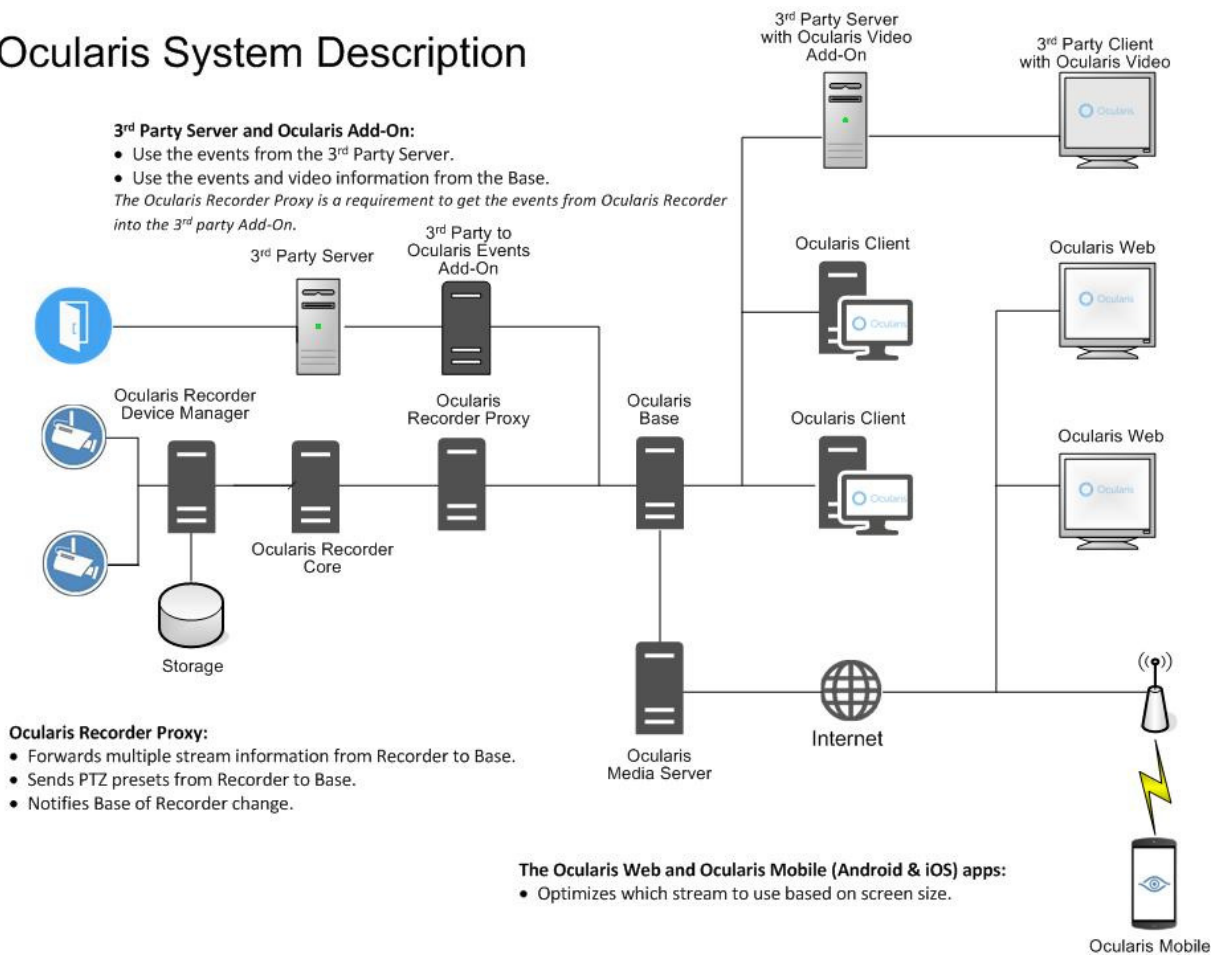 Ocularis System Description
3rd Party Server
with Ocularis Video
Add-On
3rd Party Client
with Ocularis Video
Ocularis
3rd Party Server and Ocularis Add-On:
• Use the events from the 3rd Party Server.
• Use the events and video information from the Base.
The Ocularis Recorder Proxy is a requirement to get the events from Ocularis Recorder
into the 3rd party Add-On.
3rd Party Server
3rd Party to
Ocularis Events
Add-On
Ocularis Client
Ocularis
Ocularis Web
Ocularis
Ocularis Recorder
Device Manager
Ocularis
Recorder Proxy
Ocularis
Base
Ocularis Client
Ocularis
Ocularis Web
Ocularis
Ocularis Recorder
Core
Storage
Ocularis
Media Server
Internet
Ocularis Recorder Proxy:
• Forwards multiple stream information from Recorder to Base.
• Sends PTZ presets from Recorder to Base.
• Notifies Base of Recorder change.
The Ocularis Web and Ocularis Mobile (Android & iOS) apps:
• Optimizes which stream to use based on screen size.
Ocularis Mobile